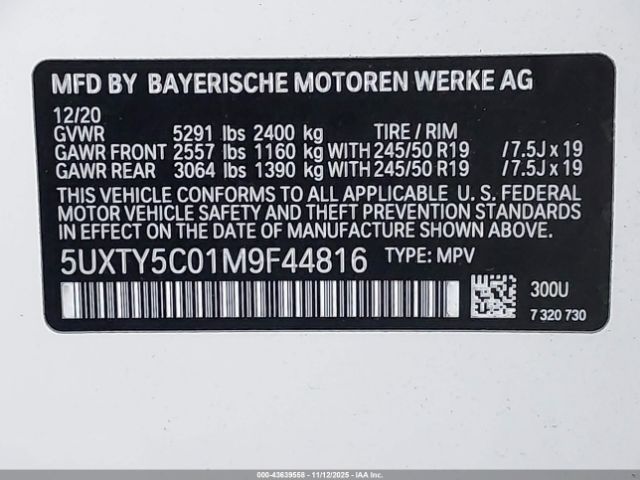 MFD BY BAYERISCHE MOTOREN WERKE AG
12/20
GVWR 5291 lbs 2400 kg TIRE / RIM
GAWR FRONT 2557 lbs 1160 kg WITH 245/50 R19 /7.5J x 19
GAWR REAR 3064 lbs 1390 kg WITH 245/50 R19 /7.5J x 19
THIS VEHICLE CONFORMS TO ALL APPLICABLE U. S. FEDERAL
MOTOR VEHICLE SAFETY AND THEFT PREVENTION STANDARDS IN
EFFECT ON THE DATE OF MANUFACTURE SHOWN ABOVE.
5UXTY5C01M9F44816 TYPE: MPV
300U
7 320 730
000-43639558 - 11/12/2025 - IAAI.COM